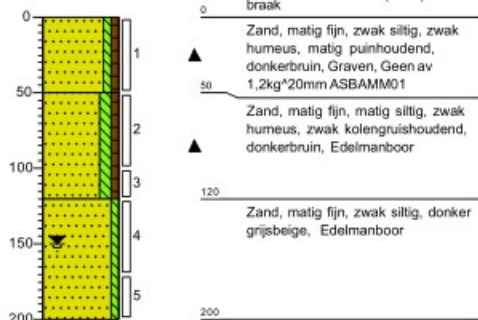 braak
0
0
Zand, matig fijn, zwak siltig, zwak
humeus, matig puinhoudend,
donkerbruin, Graven, Geen av
1,2kg^20mm ASBAMM01
1
50
50
Zand, matig fijn, matig siltig, zwak
humeus, zwak kolengruishoudend,
donkerbruin, Edelmanboor
2
100
3
120
Zand, matig fijn, zwak siltig, donker
grijsbeige, Edelmanboor
4
150
5
200
200